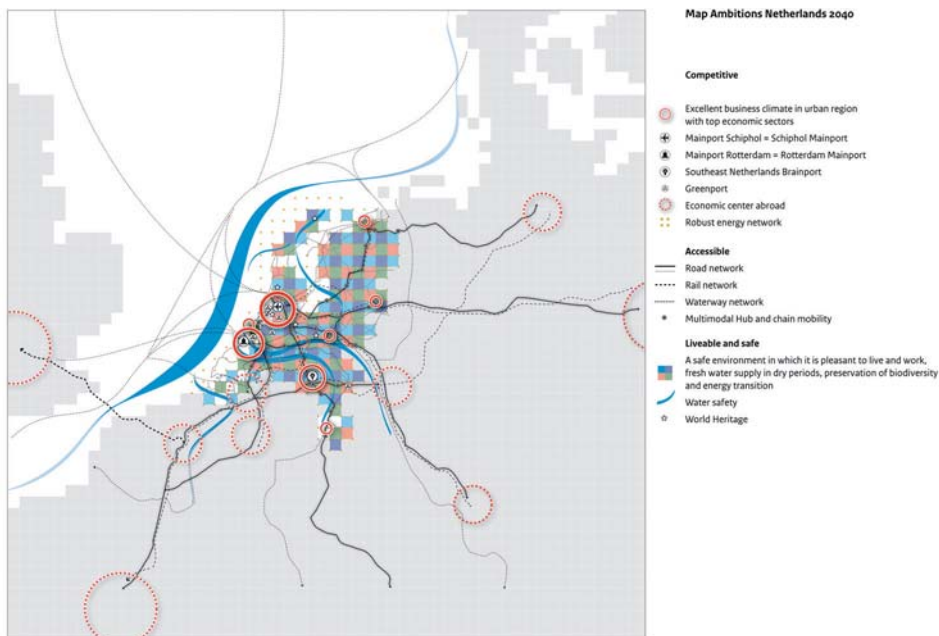 Map Ambitions Netherlands 2040
Competitive
Excellent business climate in urban region
with top economic sectors
Mainport Schiphol = Schiphol Mainport
Mainport Rotterdam = Rotterdam Mainport
Southeast Netherlands Brainport
Greenport
Economic center abroad
Robust energy network
Accessible
Road network
Rail network
Waterway network
Multimodal Hub and chain mobility
Liveable and safe
A safe environment in which it is pleasant to live and work,
fresh water supply in dry periods, preservation of biodiversity
and energy transition
Water safety
World Heritage